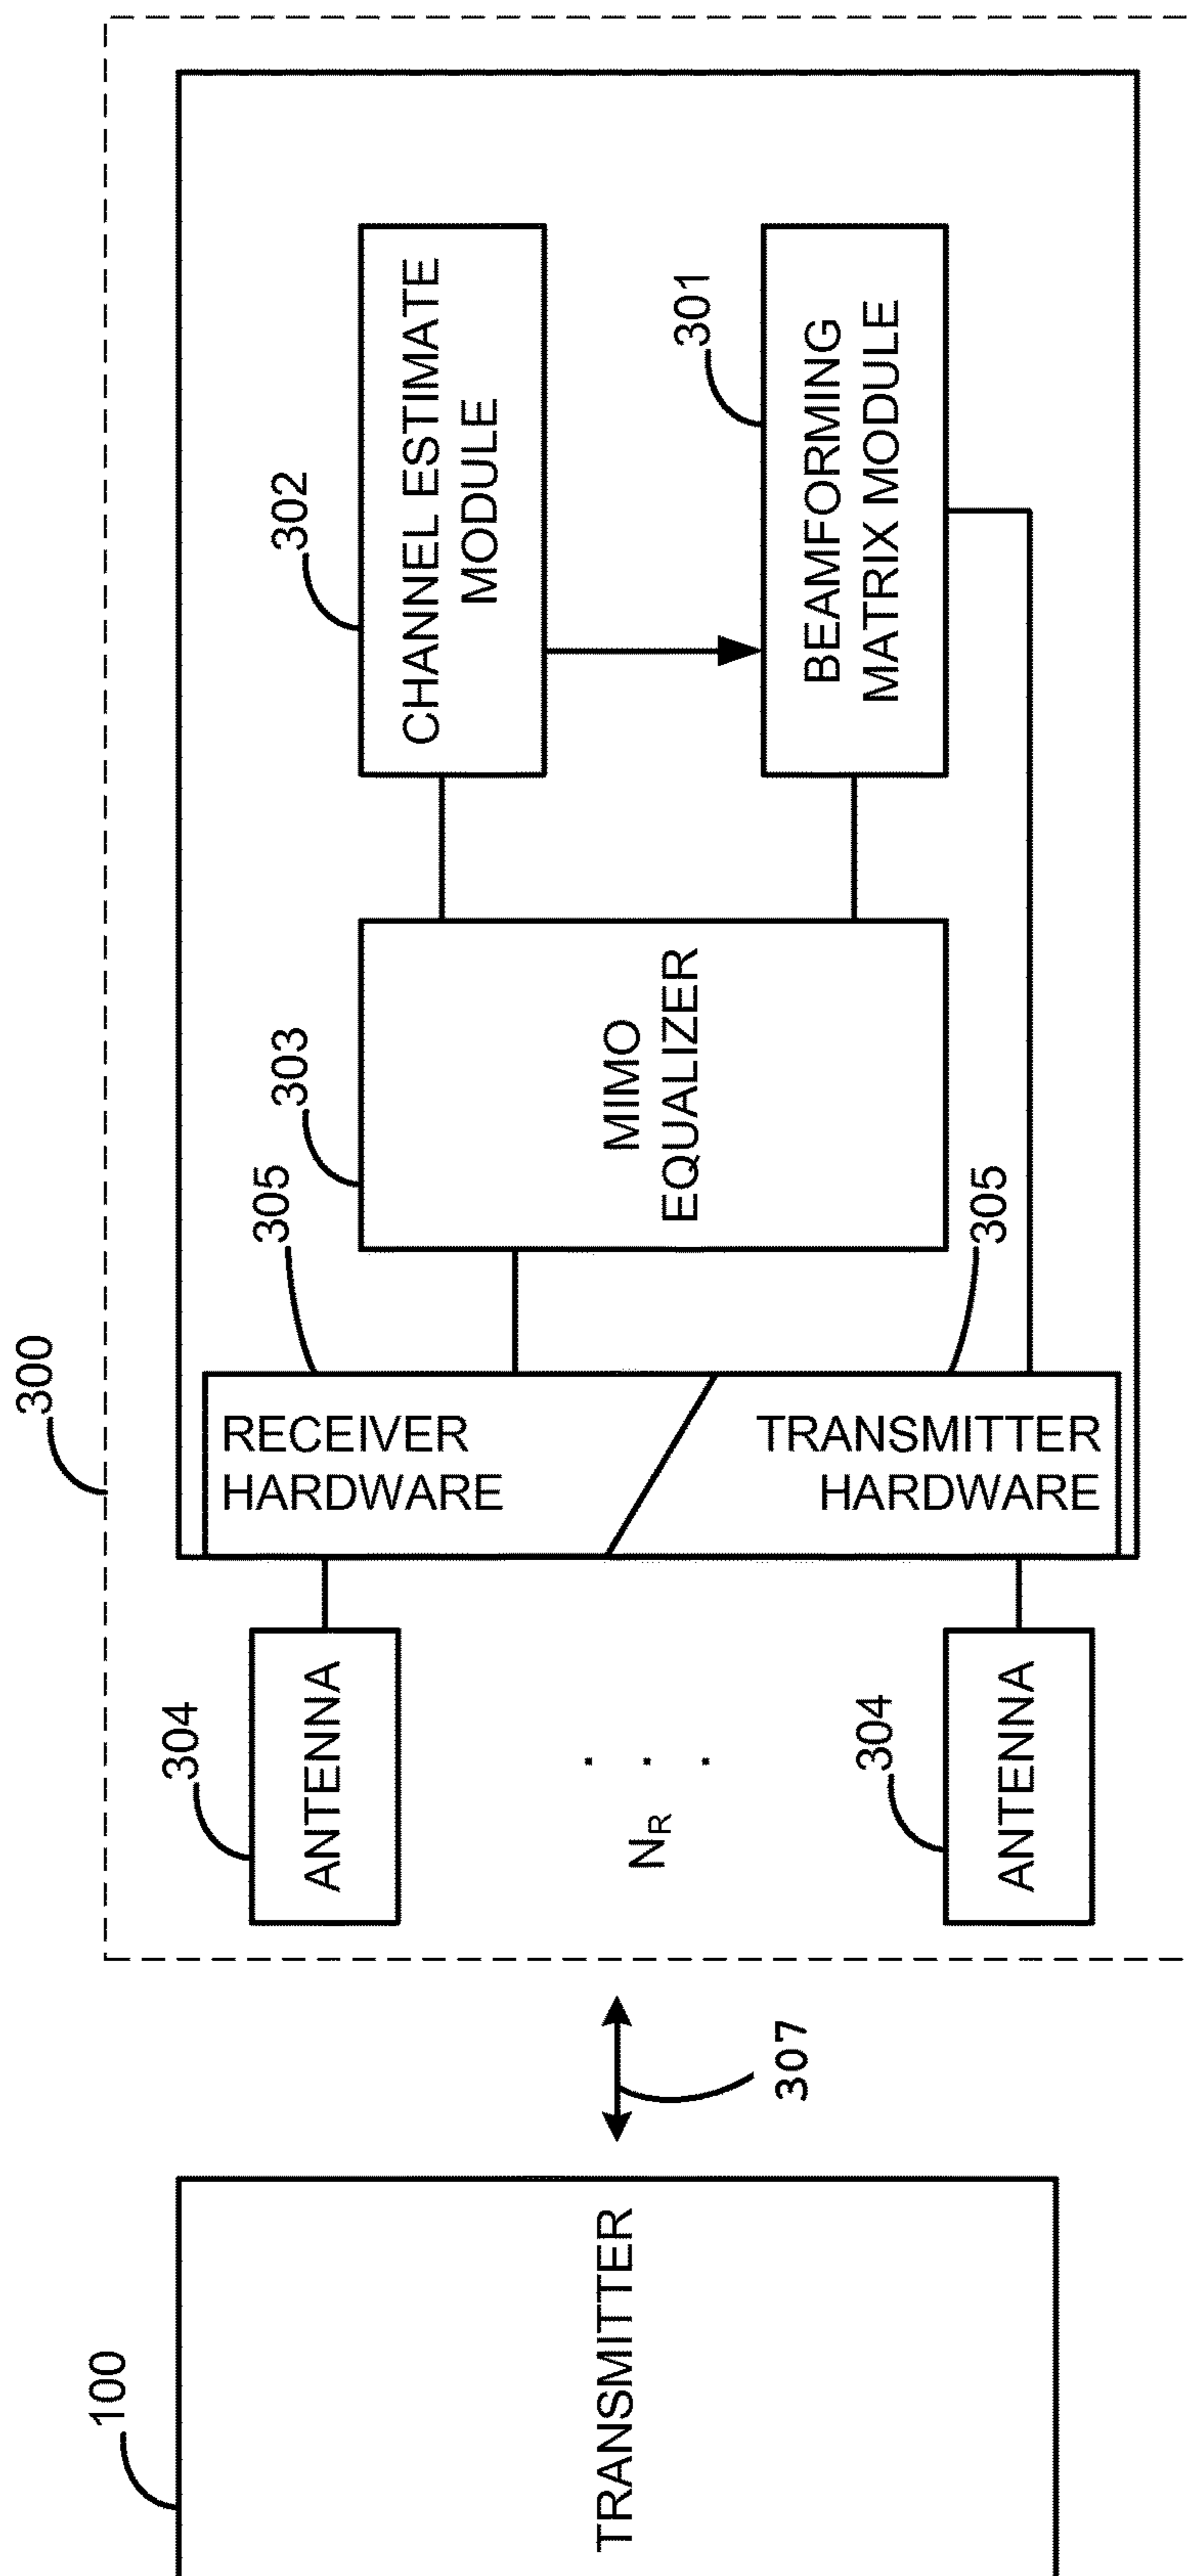 100
TRANSMITTER
307
300
304
ANTENNA
N_R
. . .
304
ANTENNA
305
RECEIVER
HARDWARE
TRANSMITTER
HARDWARE
305
303
MIMO
EQUALIZER
302
CHANNEL ESTIMATE
MODULE
301
BEAMFORMING
MATRIX MODULE